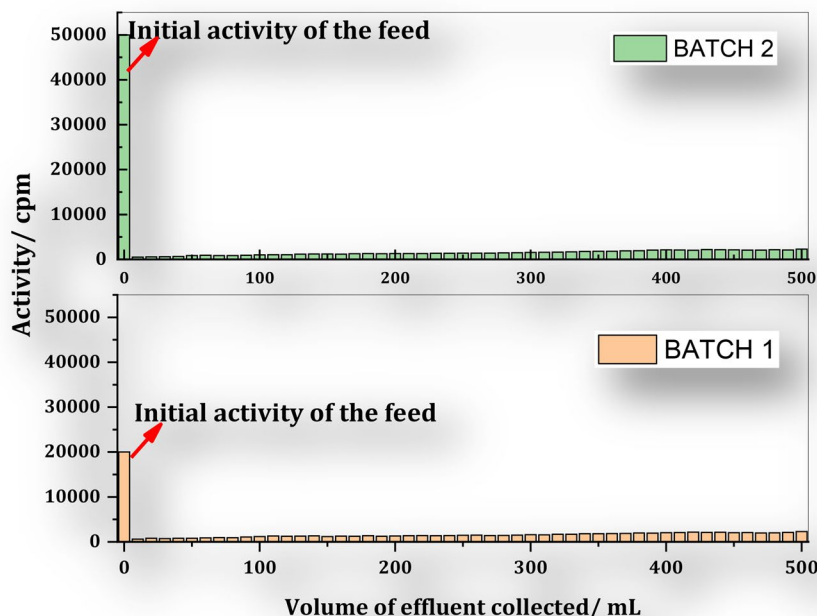 Initial activity of the feed
BATCH 2
50000
40000
30000
20000
10000
0
0 100 200 300 400 500
Activity/ cpm
BATCH 1
50000
40000
30000
Initial activity of the feed
20000
10000
0
0 100 200 300 400 500
Volume of effluent collected/ mL